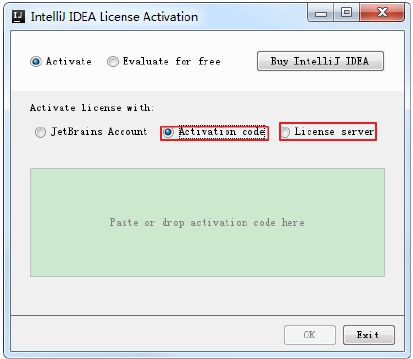 IntelliJ IDEA License Activation
Activate Evaluate for free Buy IntelliJ IDEA
Activate license with:
JetBrains Account Activation code License server
Paste or drop activation code here
OK Exit